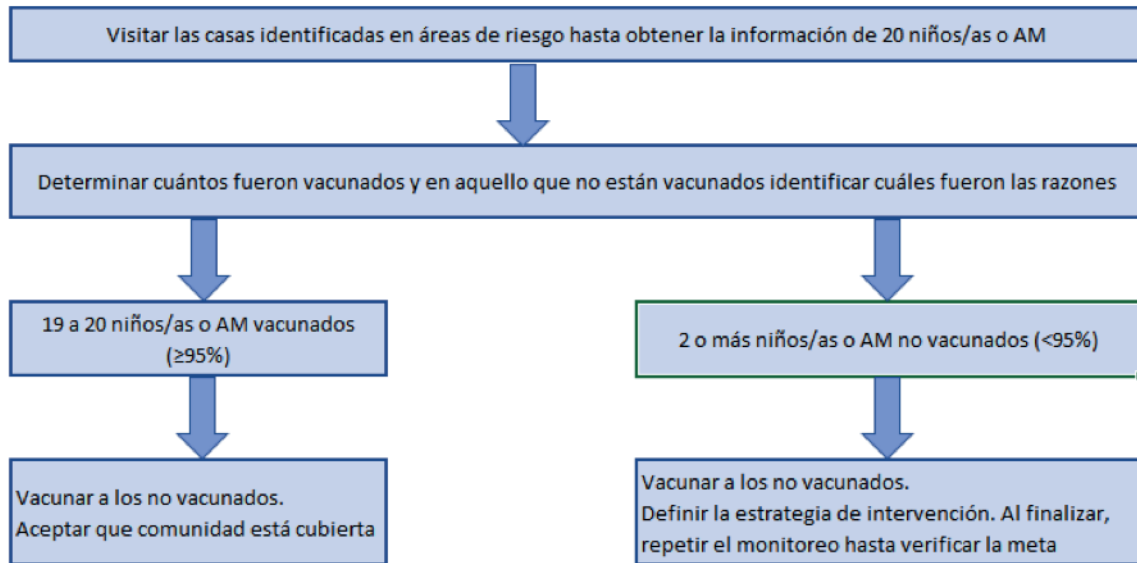 Visitar las casas identificadas en áreas de riesgo hasta obtener la información de 20 niños/as o AM
Determinar cuántos fueron vacunados y en aquello que no están vacunados identificar cuáles fueron las razones
19 a 20 niños/as o AM vacunados
(≥95%)
2 o más niños/as o AM no vacunados (<95%)
Vacunar a los no vacunados.
Aceptar que comunidad está cubierta
Vacunar a los no vacunados.
Definir la estrategia de intervención. Al finalizar,
repetir el monitoreo hasta verificar la meta